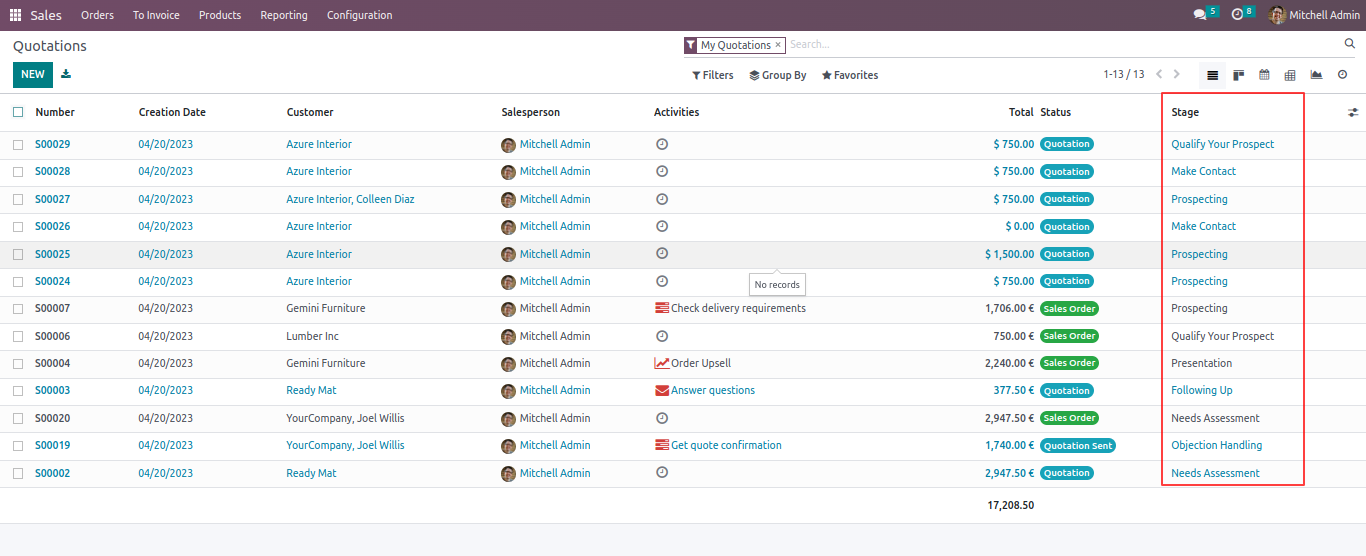 Sales Orders To Invoice Products Reporting Configuration 5 8 Mitchell Admin
Quotations My Quotations × Search...
NEW Filters Group By Favorites 1-13 / 13
Number Creation Date Customer Salesperson Activities Total Status Stage
S00029 04/20/2023 Azure Interior Mitchell Admin $ 750.00 Quotation Qualify Your Prospect
S00028 04/20/2023 Azure Interior Mitchell Admin $ 750.00 Quotation Make Contact
S00027 04/20/2023 Azure Interior, Colleen Diaz Mitchell Admin $ 750.00 Quotation Prospecting
S00026 04/20/2023 Azure Interior Mitchell Admin $ 0.00 Quotation Make Contact
S00025 04/20/2023 Azure Interior Mitchell Admin $ 1,500.00 Quotation Prospecting
S00024 04/20/2023 Azure Interior Mitchell Admin $ 750.00 Quotation Prospecting
No records
S00007 04/20/2023 Gemini Furniture Mitchell Admin Check delivery requirements 1,706.00 € Sales Order Prospecting
S00006 04/20/2023 Lumber Inc Mitchell Admin 750.00 € Sales Order Qualify Your Prospect
S00004 04/20/2023 Gemini Furniture Mitchell Admin Order Upsell 2,240.00 € Sales Order Presentation
S00003 04/20/2023 Ready Mat Mitchell Admin Answer questions 377.50 € Quotation Following Up
S00020 04/20/2023 YourCompany, Joel Willis Mitchell Admin 2,947.50 € Sales Order Needs Assessment
S00019 04/20/2023 YourCompany, Joel Willis Mitchell Admin Get quote confirmation 1,740.00 € Quotation Sent Objection Handling
S00002 04/20/2023 Ready Mat Mitchell Admin 2,947.50 € Quotation Needs Assessment
17,208.50